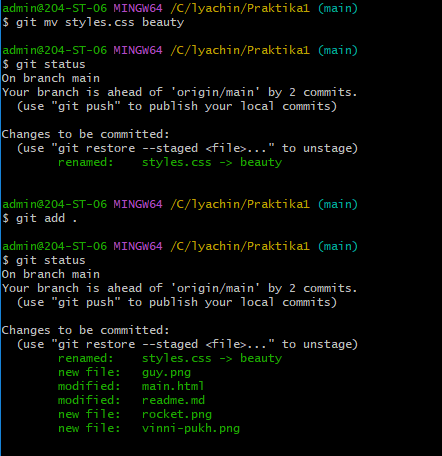 admin@204-ST-06 MINGW64 /C/lyachin/Praktika1 (main)
$ git mv styles.css beauty
admin@204-ST-06 MINGW64 /C/lyachin/Praktika1 (main)
$ git status
On branch main
Your branch is ahead of 'origin/main' by 2 commits.
  (use "git push" to publish your local commits)
Changes to be committed:
  (use "git restore --staged <file>..." to unstage)
        renamed:    styles.css -> beauty
admin@204-ST-06 MINGW64 /C/lyachin/Praktika1 (main)
$ git add .
admin@204-ST-06 MINGW64 /C/lyachin/Praktika1 (main)
$ git status
On branch main
Your branch is ahead of 'origin/main' by 2 commits.
  (use "git push" to publish your local commits)
Changes to be committed:
  (use "git restore --staged <file>..." to unstage)
        renamed:    styles.css -> beauty
        new file:   guy.png
        modified:   main.html
        modified:   readme.md
        new file:   rocket.png
        new file:   vinni-pukh.png